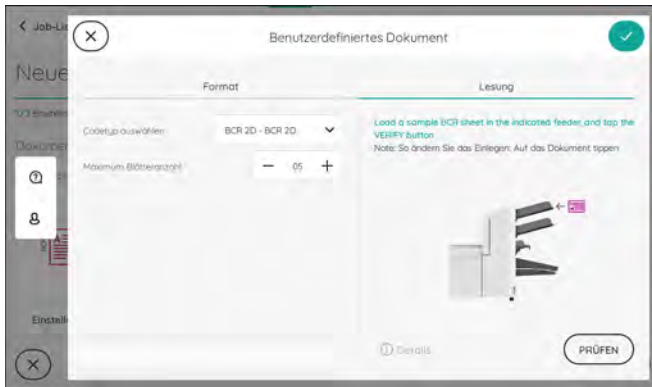 Job-Lis
Benutzerdefiniertes Dokument
Neue
Format
Lesung
Codetyp auswählen
BCR 2D - BCR 2D
Load a sample BCR sheet in the indicated feeder and tap the
VERIFY button
Note: So ändern Sie das Einlegen: Auf das Dokument tippen
Maximum Blätteranzahl
05
Einstell
Details
PRÜFEN